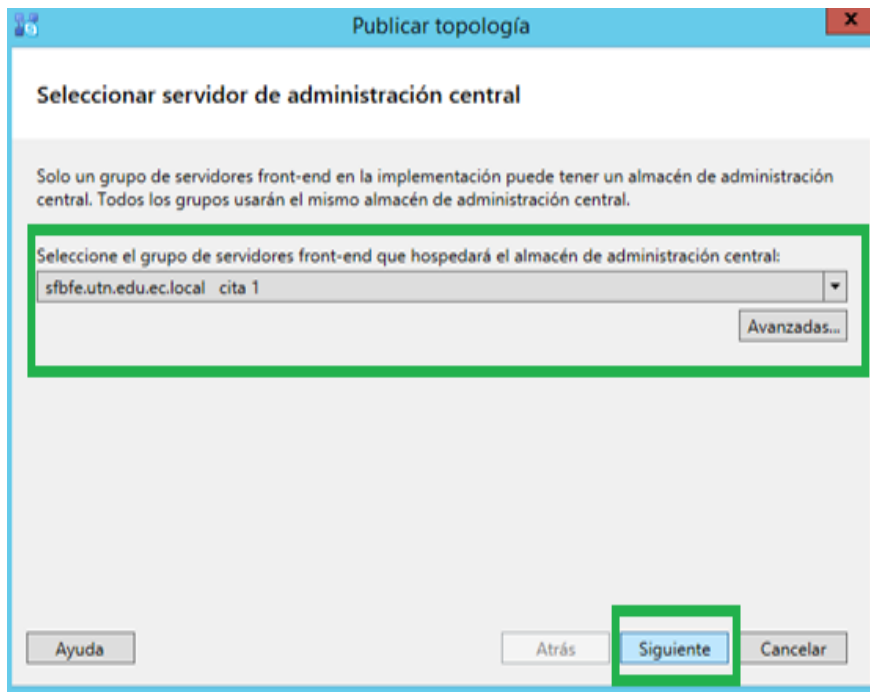 Publicar topología
x
Seleccionar servidor de administración central
Solo un grupo de servidores front-end en la implementación puede tener un almacén de administración
central. Todos los grupos usarán el mismo almacén de administración central.
Seleccione el grupo de servidores front-end que hospedará el almacén de administración central:
sfbfe.utn.edu.ec.local cita 1
Avanzadas...
Ayuda
Atrás
Siguiente
Cancelar